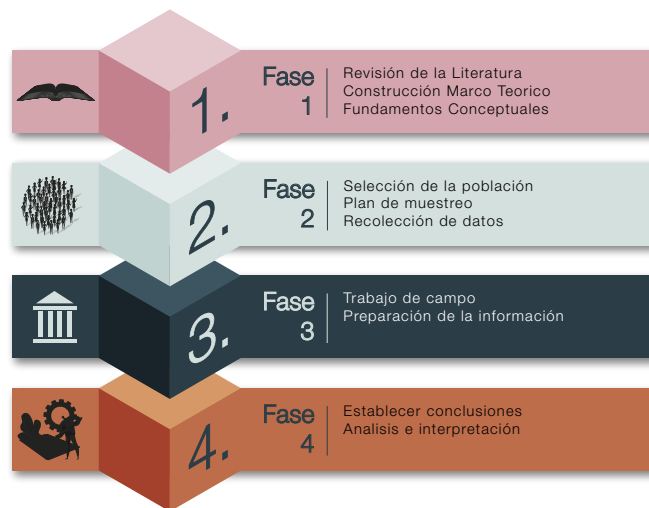 1.
Fase
1
Revisión de la Literatura
Construcción Marco Teorico
Fundamentos Conceptuales
2.
Fase
2
Selección de la población
Plan de muestreo
Recolección de datos
3.
Fase
3
Trabajo de campo
Preparación de la información
4.
Fase
4
Establecer conclusiones
Analisis e interpretación